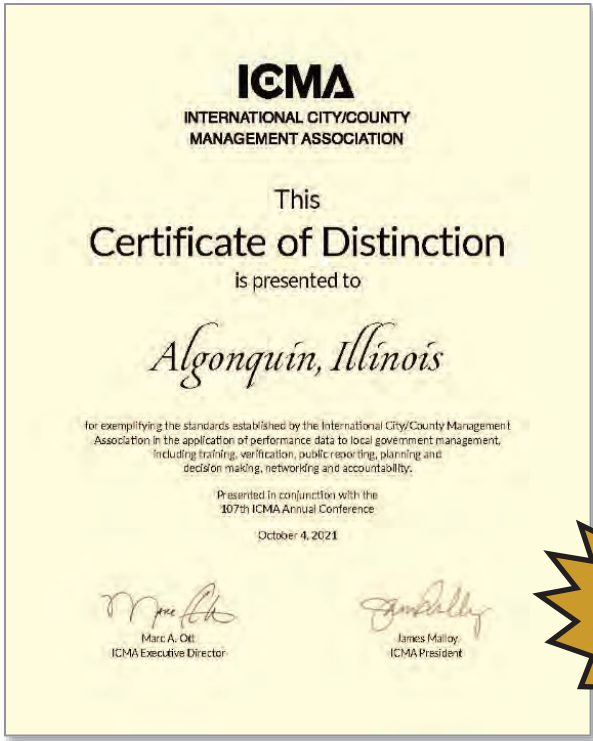 ICMA
INTERNATIONAL CITY/COUNTY
MANAGEMENT ASSOCIATION
This
Certificate of Distinction
is presented to
Algonquin, Illinois
for exemplifying the standards established by the International City/County Management
Association in the application of performance data to local government management,
including training, verification, public reporting, planning and
decision making, networking and accountability.
Presented in conjunction with the
107th ICMA Annual Conference
October 4, 2021
Marc A. Ott
ICMA Executive Director
James Malloy
ICMA President